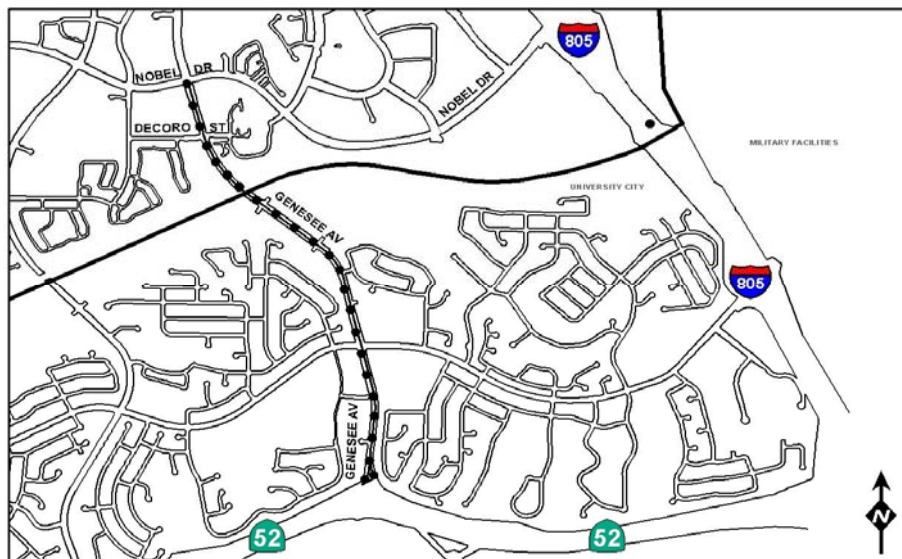 805
NOBEL DR
NOBEL DR
DECORO ST
MILITARY FACILITIES
UNIVERSITY CITY
GENESEE AV
805
GENESEE AV
N
52
52